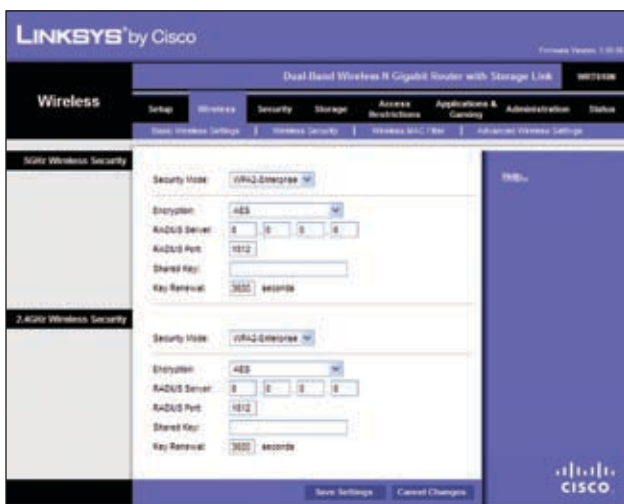 LINKSYS® by Cisco
Firmware Version:
Dual-Band Wireless-N Gigabit Router with Storage Link
Wireless
Setup Wireless Security Storage Access Restrictions Applications & Gaming Administration Status
Basic Wireless Settings | Wireless Security | Wireless MAC Filter | Advanced Wireless Settings
5GHz Wireless Security
Help...
Security Mode: WPA2-Enterprise
Encryption: AES
RADIUS Server: 0 . 0 . 0 . 0
RADIUS Port: 1812
Shared Key:
Key Renewal: 3600 seconds
2.4GHz Wireless Security
Security Mode: WPA2-Enterprise
Encryption: AES
RADIUS Server: 0 . 0 . 0 . 0
RADIUS Port: 1812
Shared Key:
Key Renewal: 3600 seconds
Save Settings Cancel Changes
CISCO